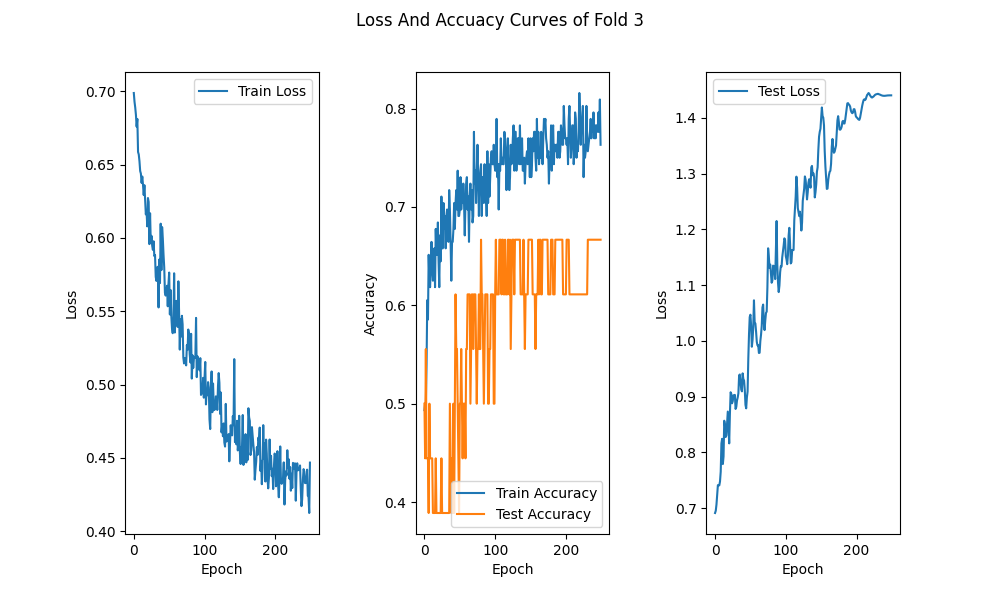 Loss And Accuacy Curves of Fold 3
Train Loss
0.70
0.65
0.60
0.55
0.50
0.45
0.40
Loss
0
100
200
Epoch
0.8
0.7
0.6
0.5
0.4
Accuracy
Train Accuracy
Test Accuracy
0
100
200
Epoch
Test Loss
1.4
1.3
1.2
1.1
1.0
0.9
0.8
0.7
Loss
0
100
200
Epoch